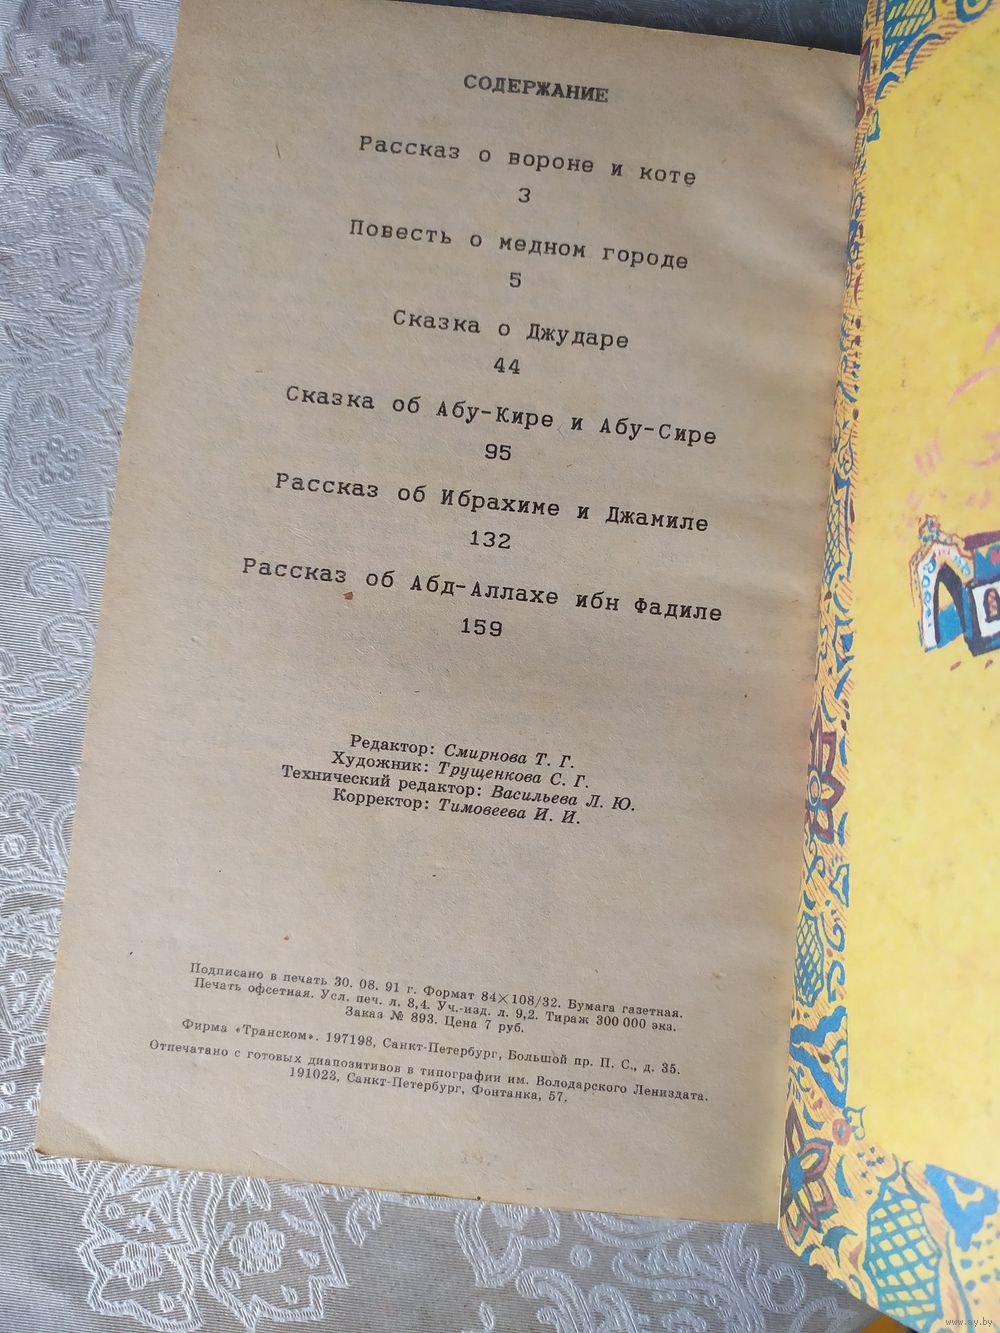 СОДЕРЖАНИЕ
Рассказ о вороне и коте
3
Повесть о медном городе
5
Сказка о Джударе
44
Сказка об Абу-Кире и Абу-Сире
95
Рассказ об Ибрахиме и Джамиле
132
Рассказ об Абд-Аллахе ибн Фадиле
159
Редактор: Смирнова Т. Г.
Художник: Трущенкова С. Г.
Технический редактор: Васильева Л. Ю.
Корректор: Тимовеева И. И.
Подписано в печать 30. 08. 91 г. Формат 84×108/32. Бумага газетная.
Печать офсетная. Усл. печ. л. 8,4. Уч.-изд. л. 9,2. Тираж 300 000 экз.
Заказ № 893. Цена 7 руб.
Фирма «Транском». 197198, Санкт-Петербург, Большой пр. П. С., д. 35.
Отпечатано с готовых диапозитивов в типографии им. Володарского Лениздата.
191023, Санкт-Петербург, Фонтанка, 57.
www.ay.by